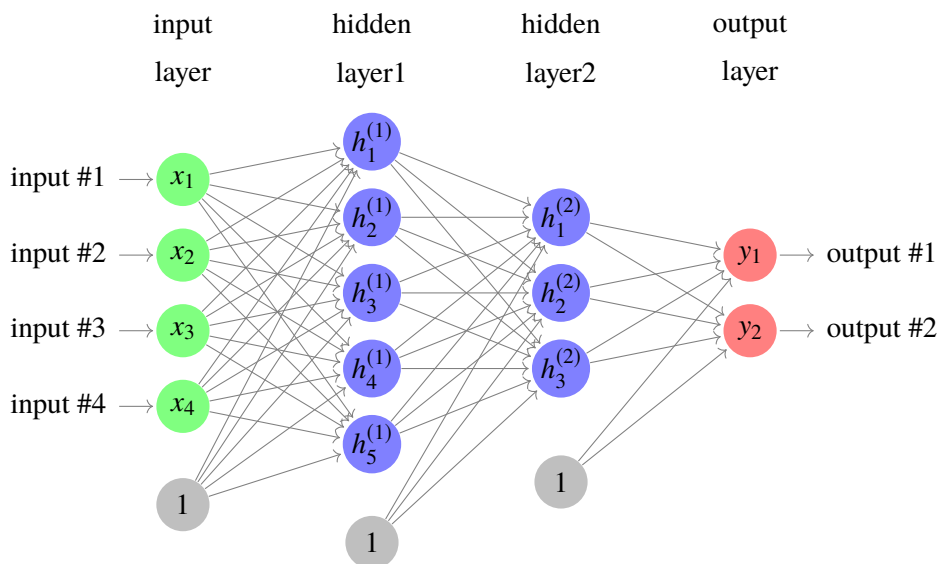 input hidden hidden output
layer layer1 layer2 layer
h₁⁽¹⁾
input #1 x₁
h₂⁽¹⁾ h₁⁽²⁾
input #2 x₂ y₁ output #1
h₃⁽¹⁾ h₂⁽²⁾
input #3 x₃ y₂ output #2
h₄⁽¹⁾ h₃⁽²⁾
input #4 x₄
h₅⁽¹⁾
1
1
1